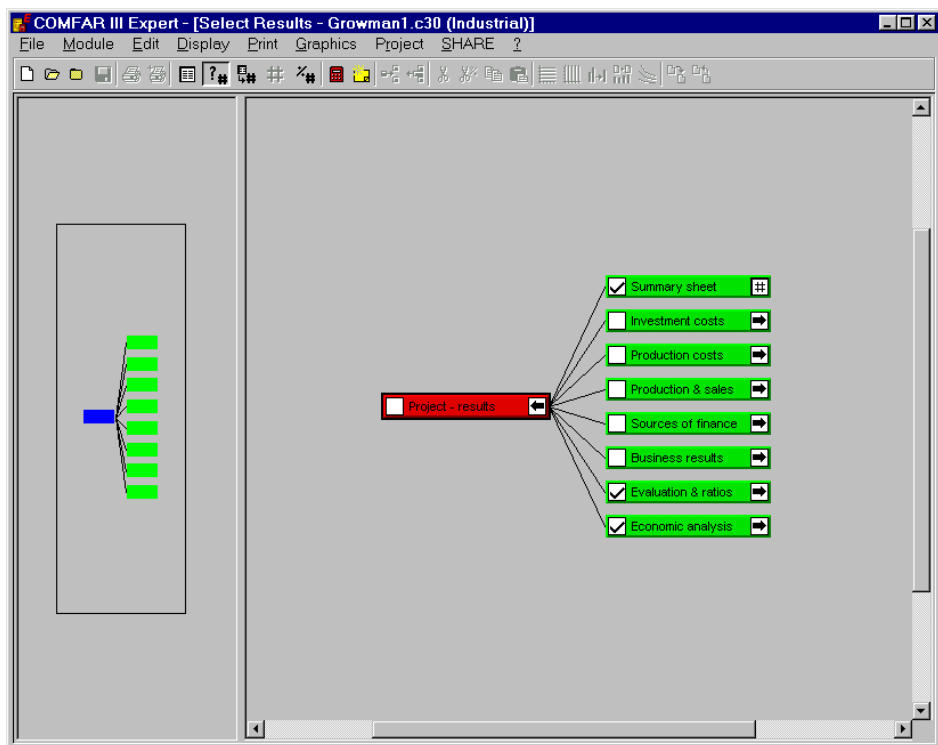 COMFAR III Expert - [Select Results - Growman1.c30 (Industrial)]
File Module Edit Display Print Graphics Project SHARE ?
Summary sheet
Investment costs
Production costs
Production & sales
Project - results
Sources of finance
Business results
Evaluation & ratios
Economic analysis